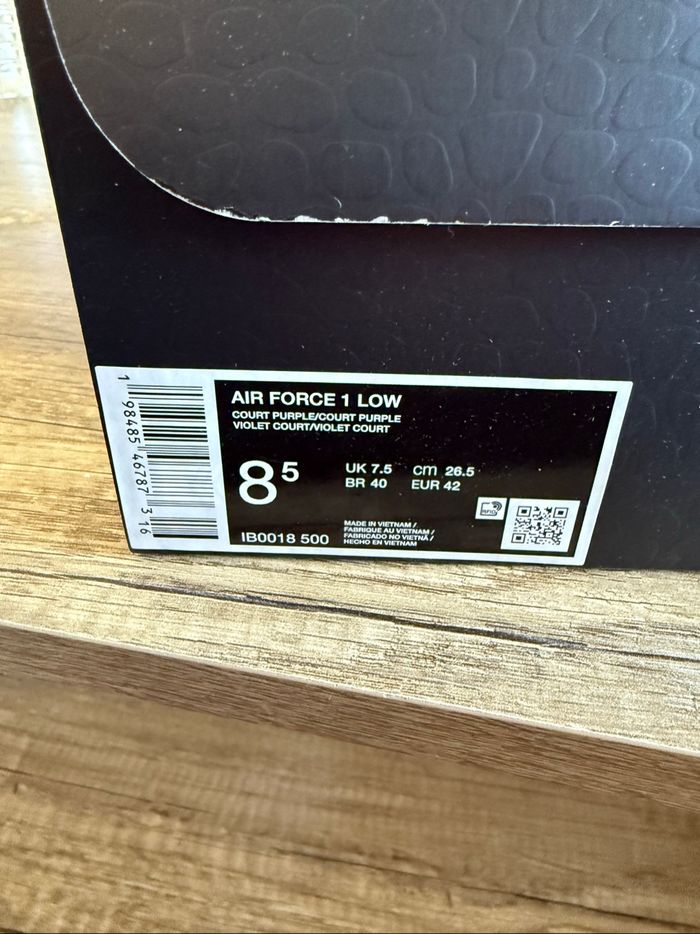 AIR FORCE 1 LOW
COURT PURPLE/COURT PURPLE
VIOLET COURT/VIOLET COURT
8⁵
UK 7.5 cm 26.5
BR 40 EUR 42
IB0018 500
MADE IN VIETNAM /
FABRIQUE AU VIETNAM /
FABRICADO NO VIETNÃ /
HECHO EN VIETNAM
RFID
1 98485 46787 3 16